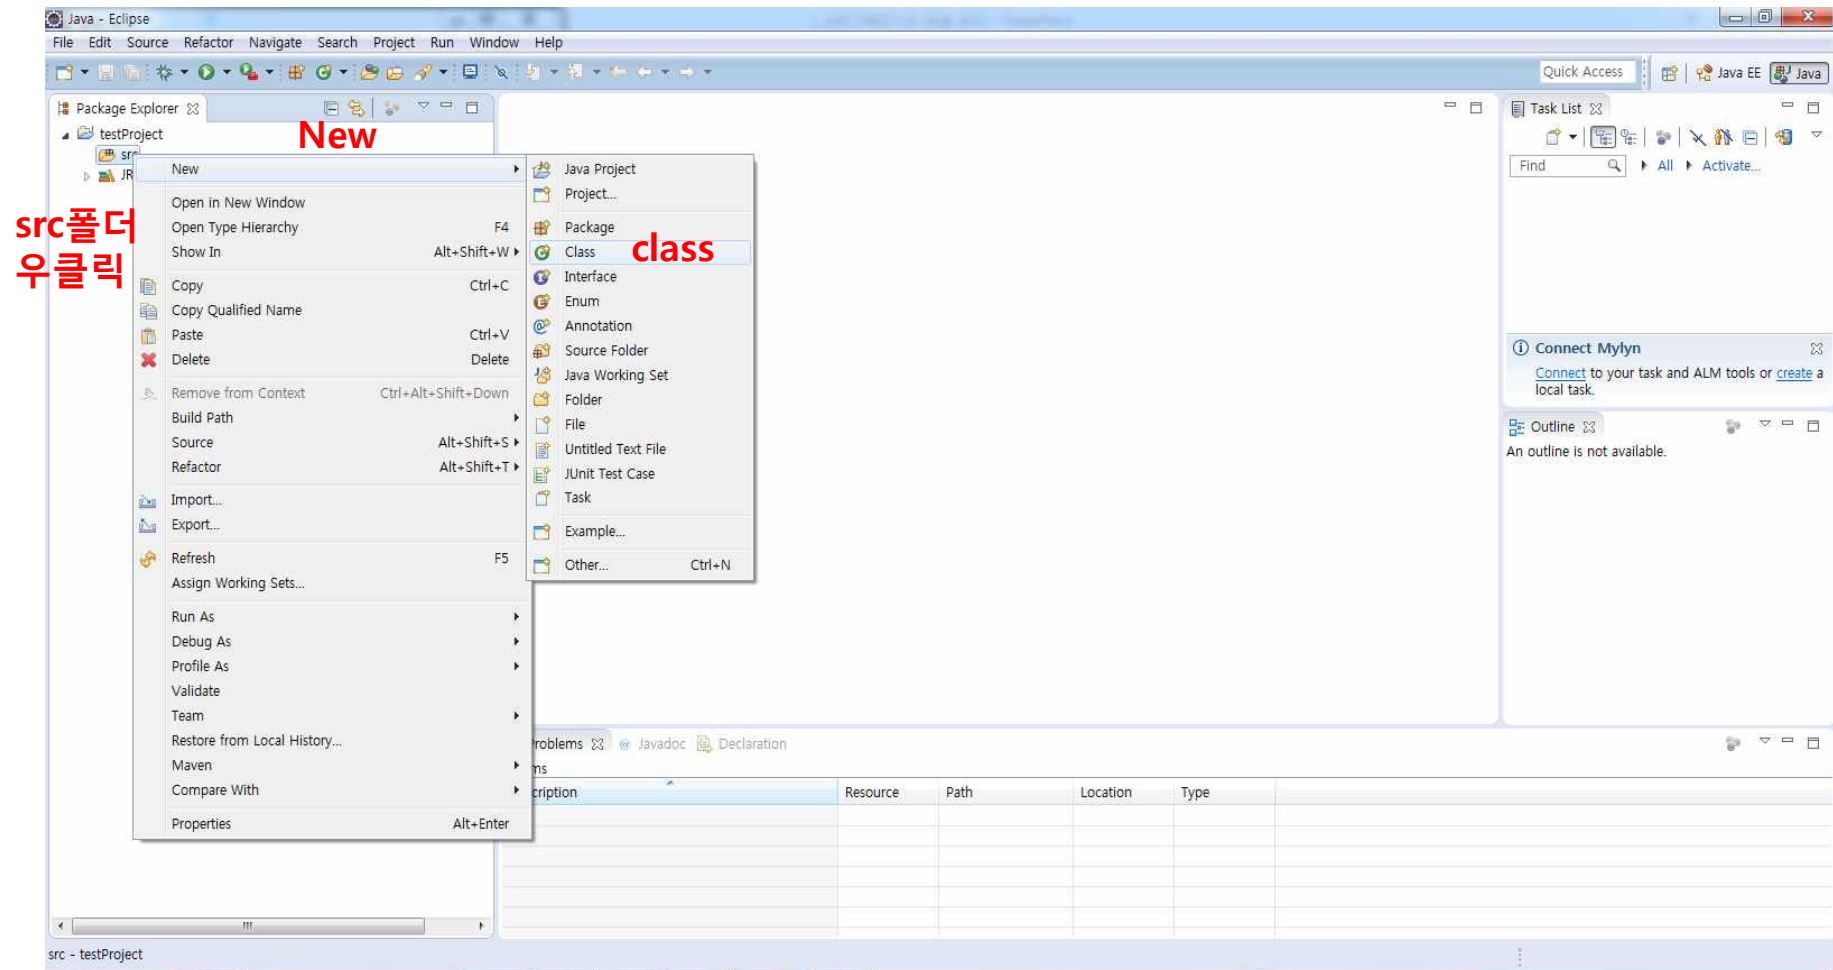 Java - Eclipse
File Edit Source Refactor Navigate Search Project Run Window Help
Quick Access Java EE Java
Package Explorer
testProject
src
JR
New
src폴더
우클릭
class
New
Open in New Window
Open Type Hierarchy F4
Show In Alt+Shift+W
Copy Ctrl+C
Copy Qualified Name
Paste Ctrl+V
Delete Delete
Remove from Context Ctrl+Alt+Shift+Down
Build Path
Source Alt+Shift+S
Refactor Alt+Shift+T
Import...
Export...
Refresh F5
Assign Working Sets...
Run As
Debug As
Profile As
Validate
Team
Restore from Local History...
Maven
Compare With
Properties Alt+Enter
Java Project
Project...
Package
Class
Interface
Enum
Annotation
Source Folder
Java Working Set
Folder
File
Untitled Text File
JUnit Test Case
Task
Example...
Other... Ctrl+N
Task List
Find All Activate...
Connect Mylyn
Connect to your task and ALM tools or create a
local task.
Outline
An outline is not available.
roblems Javadoc Declaration
ms
cription Resource Path Location Type
src - testProject